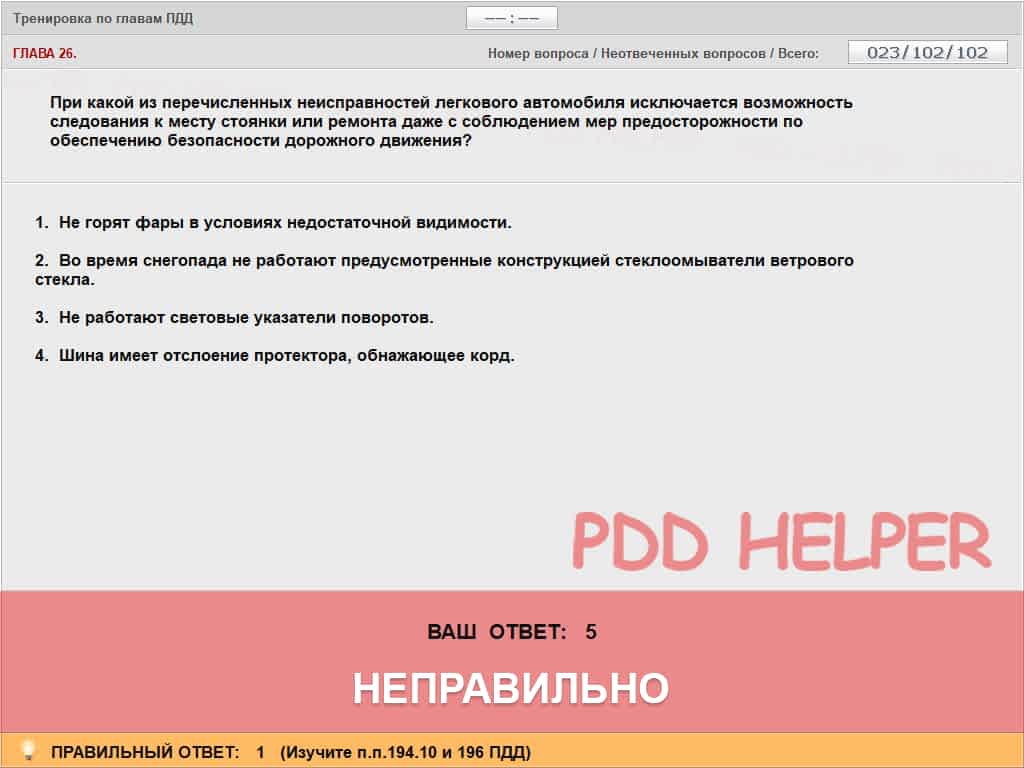 Тренировка по главам ПДД
–– : ––
ГЛАВА 26.
Номер вопроса / Неотвеченных вопросов / Всего:
023/102/102
При какой из перечисленных неисправностей легкового автомобиля исключается возможность
следования к месту стоянки или ремонта даже с соблюдением мер предосторожности по
обеспечению безопасности дорожного движения?
1. Не горят фары в условиях недостаточной видимости.
2. Во время снегопада не работают предусмотренные конструкцией стеклоомыватели ветрового
стекла.
3. Не работают световые указатели поворотов.
4. Шина имеет отслоение протектора, обнажающее корд.
PDD HELPER
ВАШ ОТВЕТ: 5
НЕПРАВИЛЬНО
ПРАВИЛЬНЫЙ ОТВЕТ: 1 (Изучите п.п.194.10 и 196 ПДД)